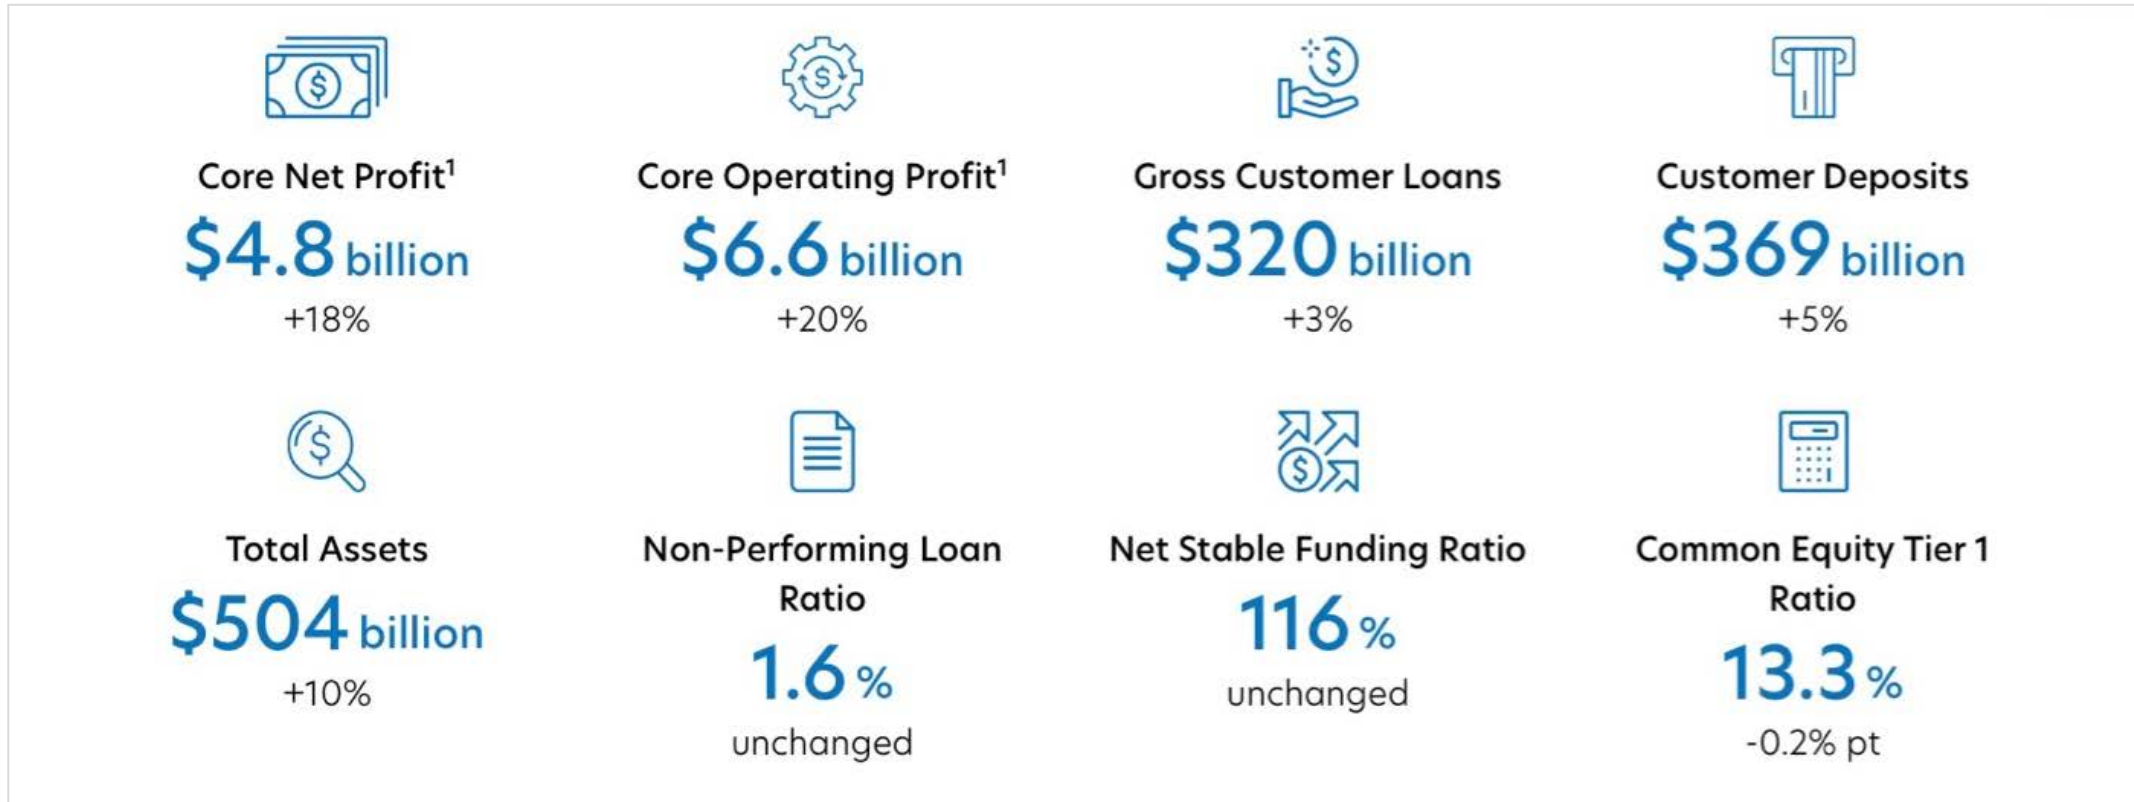 Core Net Profit¹
$4.8 billion
+18%
Core Operating Profit¹
$6.6 billion
+20%
Gross Customer Loans
$320 billion
+3%
Customer Deposits
$369 billion
+5%
Total Assets
$504 billion
+10%
Non-Performing Loan
Ratio
1.6 %
unchanged
Net Stable Funding Ratio
116 %
unchanged
Common Equity Tier 1
Ratio
13.3 %
-0.2% pt